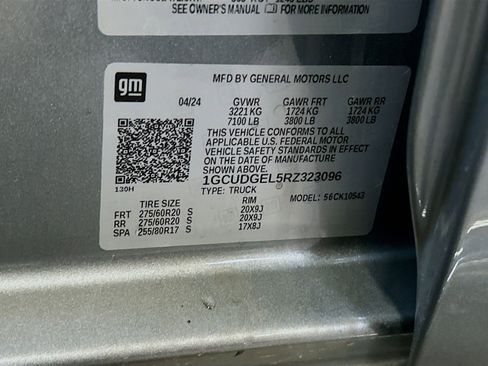 SEE OWNER'S MANUAL FOR MORE INFORMATION
gm
MFD BY GENERAL MOTORS LLC
04/24 GVWR GAWR FRT GAWR RR
3221 KG 1724 KG 1724 KG
7100 LB 3800 LB 3800 LB
THIS VEHICLE CONFORMS TO ALL
APPLICABLE U.S. FEDERAL MOTOR
VEHICLE SAFETY STANDARDS IN EFFECT
ON THE DATE OF MANUFACTURE
SHOWN ABOVE.
1GCUDGEL5RZ323096
TYPE: TRUCK MODEL: 56CK10543
139H
TIRE SIZE RIM
FRT 275/60R20 S 20X9J
RR 275/60R20 S 20X9J
SPA 255/80R17 S 17X8J